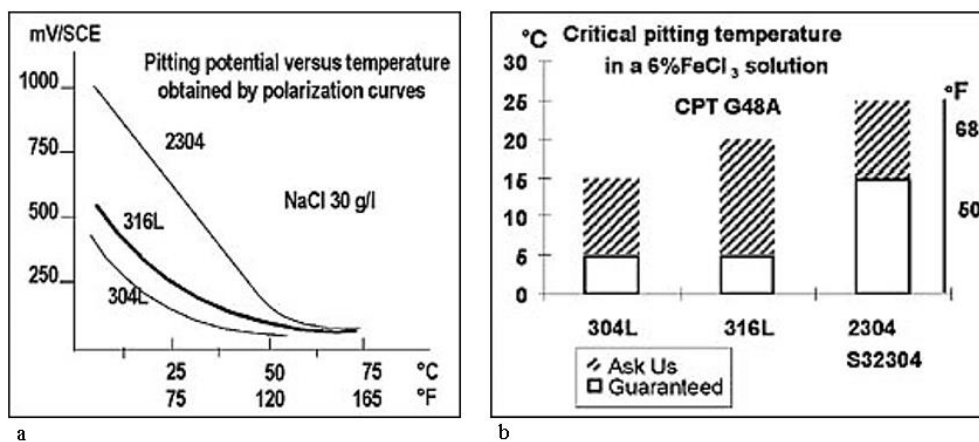 mV/SCE
Pitting potential versus temperature
obtained by polarization curves
1000
750
500
250
2304
316L
304L
NaCl 30 g/l
25 50 75 °C
75 120 165 °F
a
°C Critical pitting temperature
in a 6%FeCl₃ solution
CPT G48A
30
25
20
15
10
5
0
°F
68
50
304L 316L 2304
S32304
Ask Us
Guaranteed
b